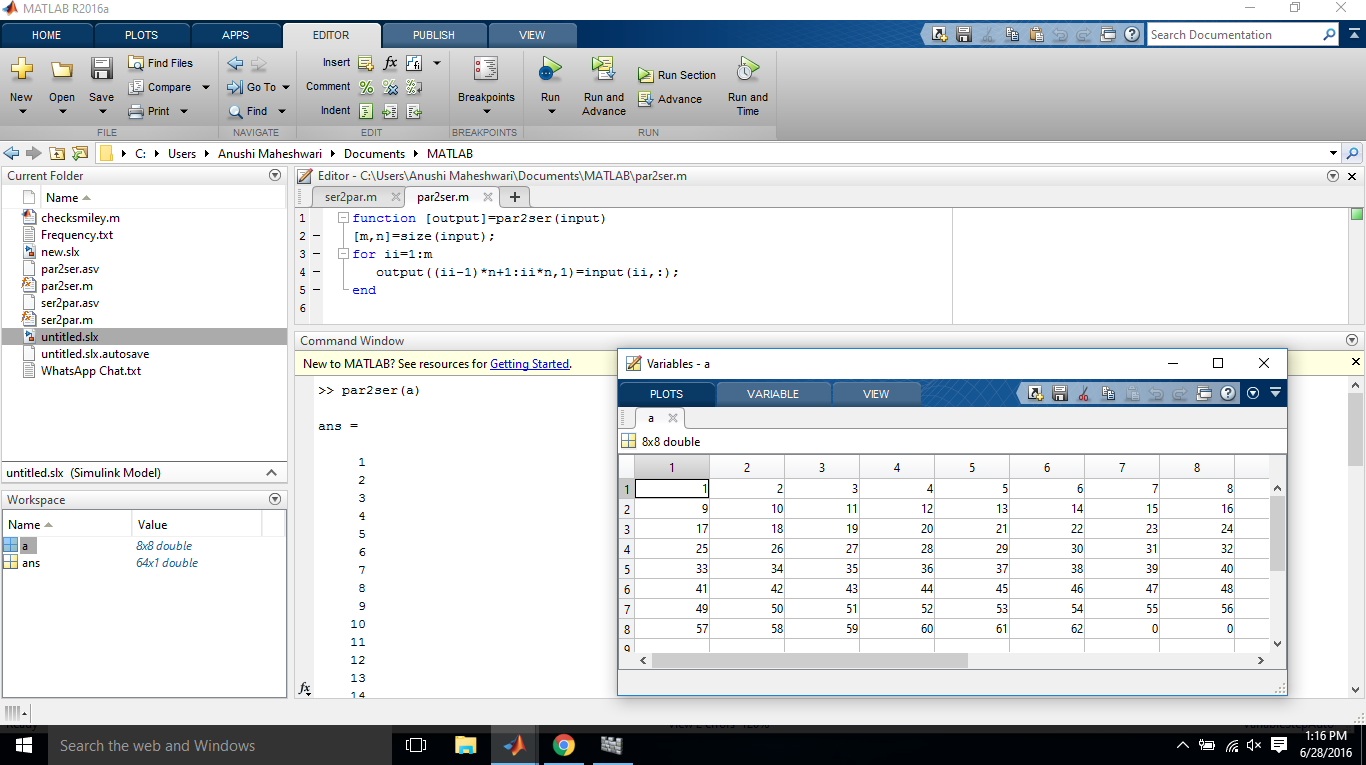 MATLAB R2016a
HOME PLOTS APPS EDITOR PUBLISH VIEW Search Documentation
New Open Save Find Files Compare Print Go To Find Insert fx Comment Indent Breakpoints Run Run and Advance Run Section Advance Run and Time
FILE NAVIGATE EDIT BREAKPOINTS RUN
C: Users Anushi Maheshwari Documents MATLAB
Current Folder
Name
checksmiley.m
Frequency.txt
new.slx
par2ser.asv
par2ser.m
ser2par.asv
ser2par.m
untitled.slx
untitled.slx.autosave
WhatsApp Chat.txt
untitled.slx (Simulink Model)
Workspace
Name Value
a 8x8 double
ans 64x1 double
Editor - C:\Users\Anushi Maheshwari\Documents\MATLAB\par2ser.m
ser2par.m par2ser.m
1 function [output]=par2ser(input)
2 [m,n]=size(input);
3 for ii=1:m
4 output((ii-1)*n+1:ii*n,1)=input(ii,:);
5 end
6
Command Window
New to MATLAB? See resources for Getting Started.
>> par2ser(a)
ans =
1
2
3
4
5
6
7
8
9
10
11
12
13
14
fx
Variables - a
PLOTS VARIABLE VIEW
a
8x8 double
1 2 3 4 5 6 7 8
1 1 2 3 4 5 6 7 8
2 9 10 11 12 13 14 15 16
3 17 18 19 20 21 22 23 24
4 25 26 27 28 29 30 31 32
5 33 34 35 36 37 38 39 40
6 41 42 43 44 45 46 47 48
7 49 50 51 52 53 54 55 56
8 57 58 59 60 61 62 0 0
9
Search the web and Windows
1:16 PM
6/28/2016